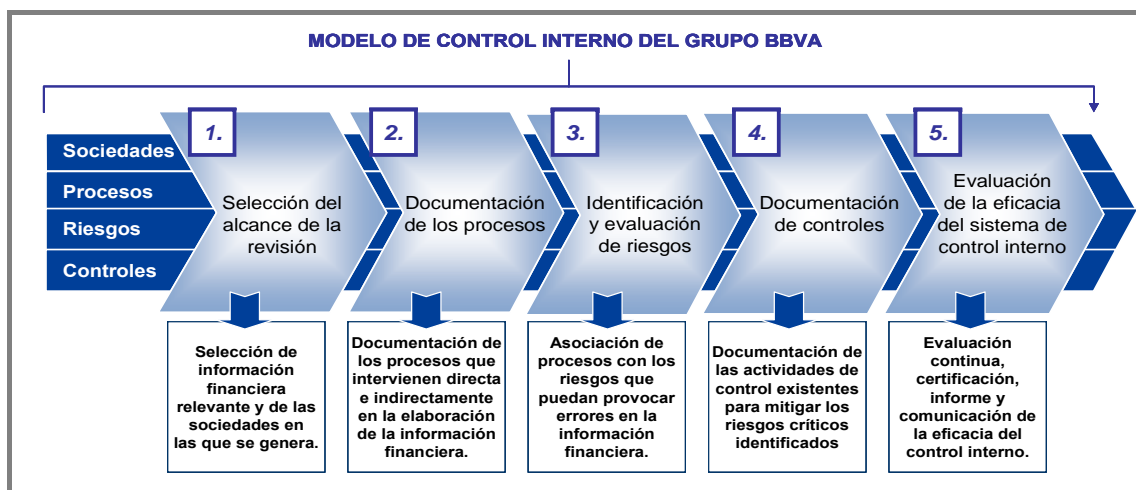 MODELO DE CONTROL INTERNO DEL GRUPO BBVA
Sociedades
Procesos
Riesgos
Controles
1.
Selección del
alcance de la
revisión
2.
Documentación
de los procesos
3.
Identificación
y evaluación
de riesgos
4.
Documentación
de controles
5.
Evaluación
de la eficacia
del sistema de
control interno
Selección de
información
financiera
relevante y de las
sociedades en
las que se genera.
Documentación de
los procesos que
intervienen directa
e indirectamente
en la elaboración
de la información
financiera.
Asociación de
procesos con los
riesgos que
puedan provocar
errores en la
información
financiera.
Documentación de
las actividades de
control existentes
para mitigar los
riesgos críticos
identificados
Evaluación
continua,
certificación,
informe y
comunicación de
la eficacia del
control interno.